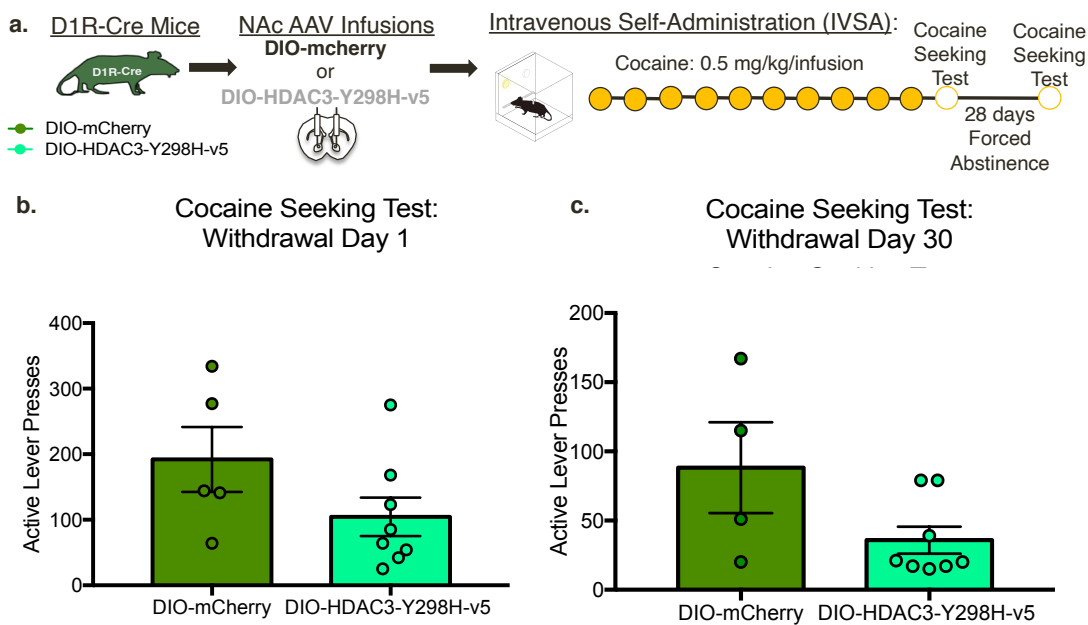 a.
D1R-Cre Mice
D1R-Cre
NAc AAV Infusions
DIO-mcherry
or
DIO-HDAC3-Y298H-v5
Intravenous Self-Administration (IVSA):
Cocaine: 0.5 mg/kg/infusion
Cocaine
Seeking
Test
Cocaine
Seeking
Test
28 days
Forced
Abstinence
DIO-mCherry
DIO-HDAC3-Y298H-v5
b.
Cocaine Seeking Test:
Withdrawal Day 1
Active Lever Presses
400
300
200
100
0
DIO-mCherry
DIO-HDAC3-Y298H-v5
c.
Cocaine Seeking Test:
Withdrawal Day 30
Active Lever Presses
200
150
100
50
0
DIO-mCherry
DIO-HDAC3-Y298H-v5